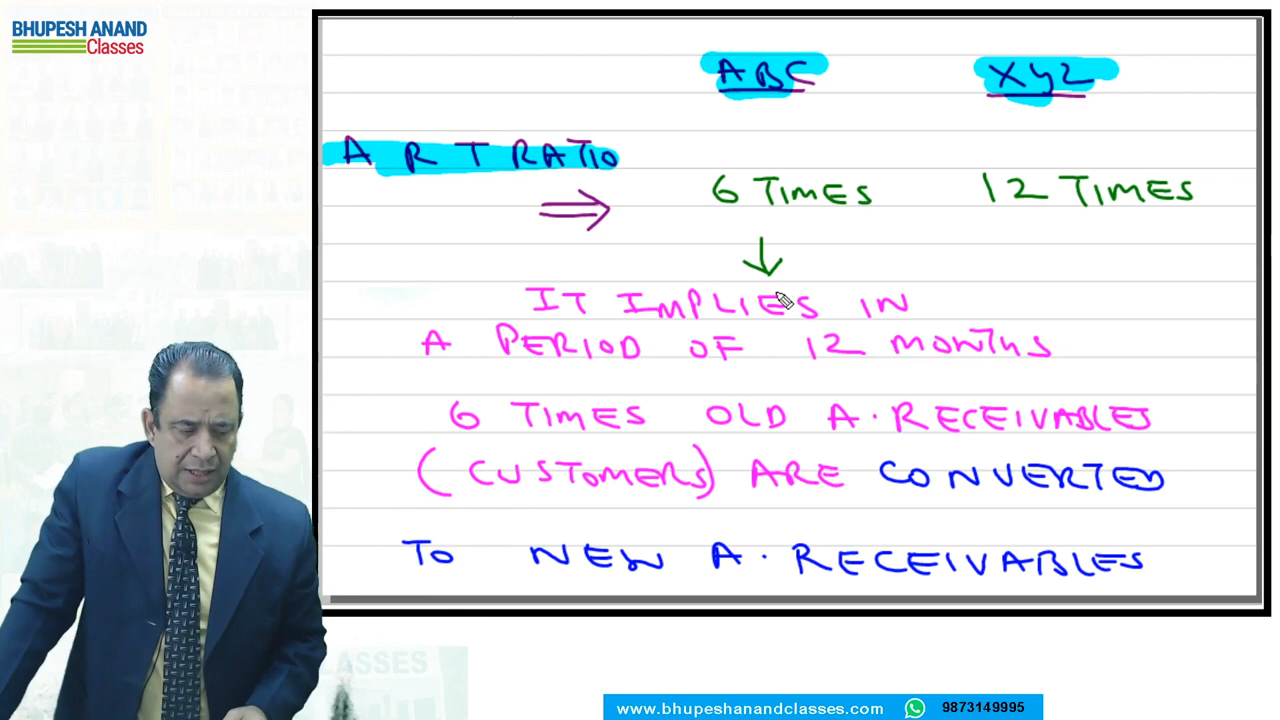 BHUPESH ANAND
Classes
ABC XYZ
A R T RATIO
⇒ 6 TIMES 12 TIMES
↓
IT IMPLIES IN
A PERIOD OF 12 MONTHS
6 TIMES OLD A. RECEIVABLES
(CUSTOMERS) ARE CONVERTED
TO NEW A. RECEIVABLES
CLASSES
www.bhupeshanandclasses.com 9873149995